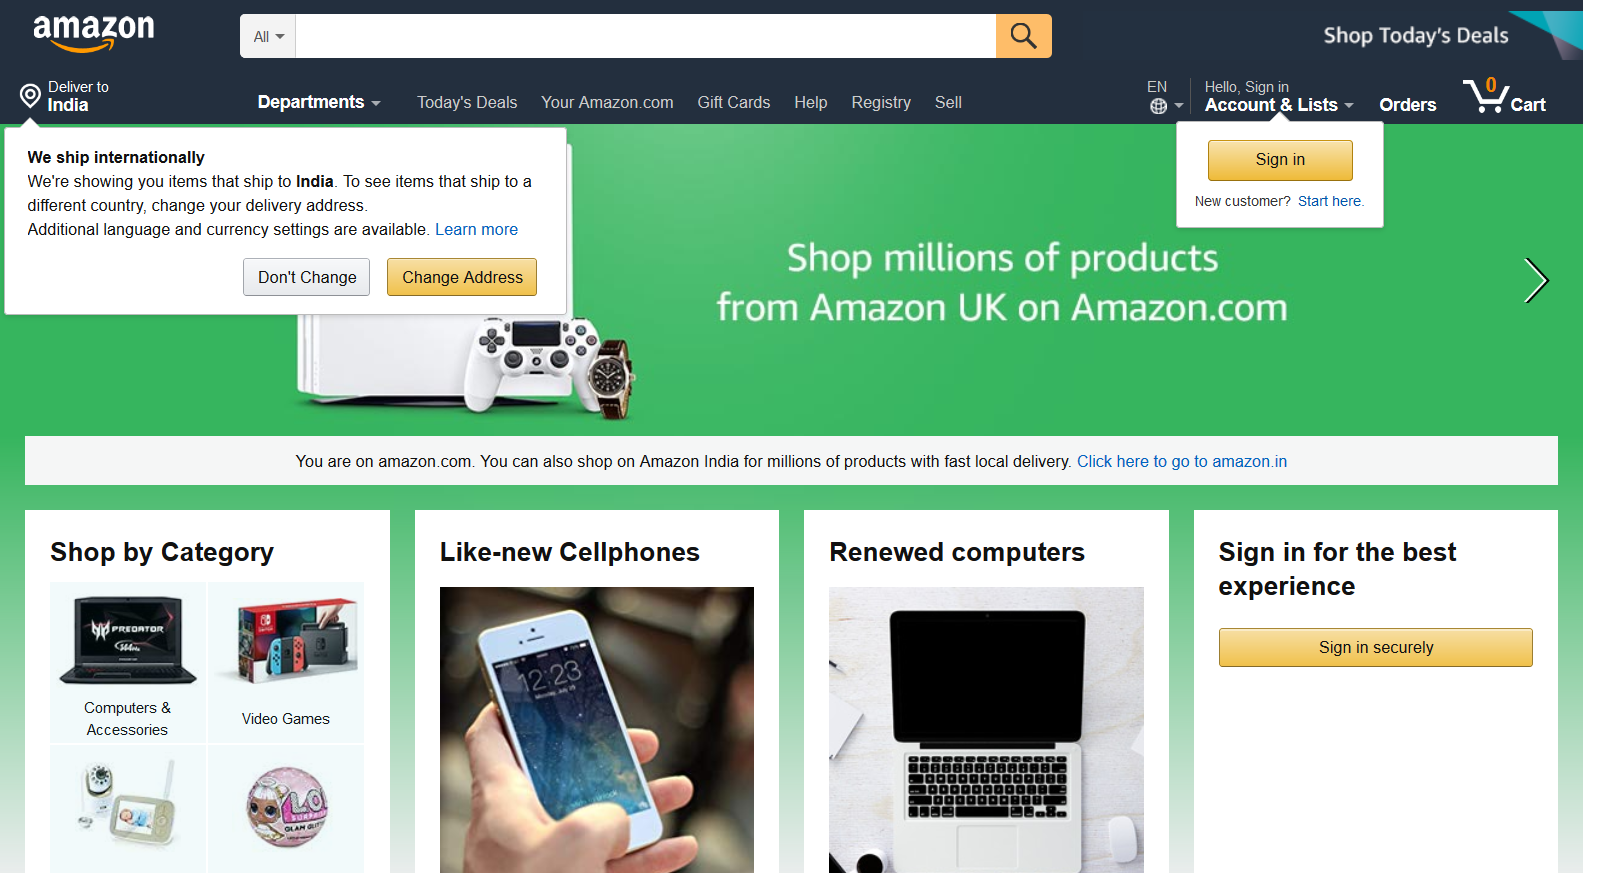 amazon
All
Shop Today's Deals
Deliver to
India
Departments
Today's Deals
Your Amazon.com
Gift Cards
Help
Registry
Sell
EN
Hello, Sign in
Account & Lists
Orders
0
Cart
We ship internationally
We're showing you items that ship to India. To see items that ship to a
different country, change your delivery address.
Additional language and currency settings are available. Learn more
Don't Change
Change Address
Sign in
New customer? Start here.
Shop millions of products
from Amazon UK on Amazon.com
You are on amazon.com. You can also shop on Amazon India for millions of products with fast local delivery. Click here to go to amazon.in
Shop by Category
PREDATOR
Computers &
Accessories
Video Games
Like-new Cellphones
12:23
Renewed computers
Sign in for the best
experience
Sign in securely